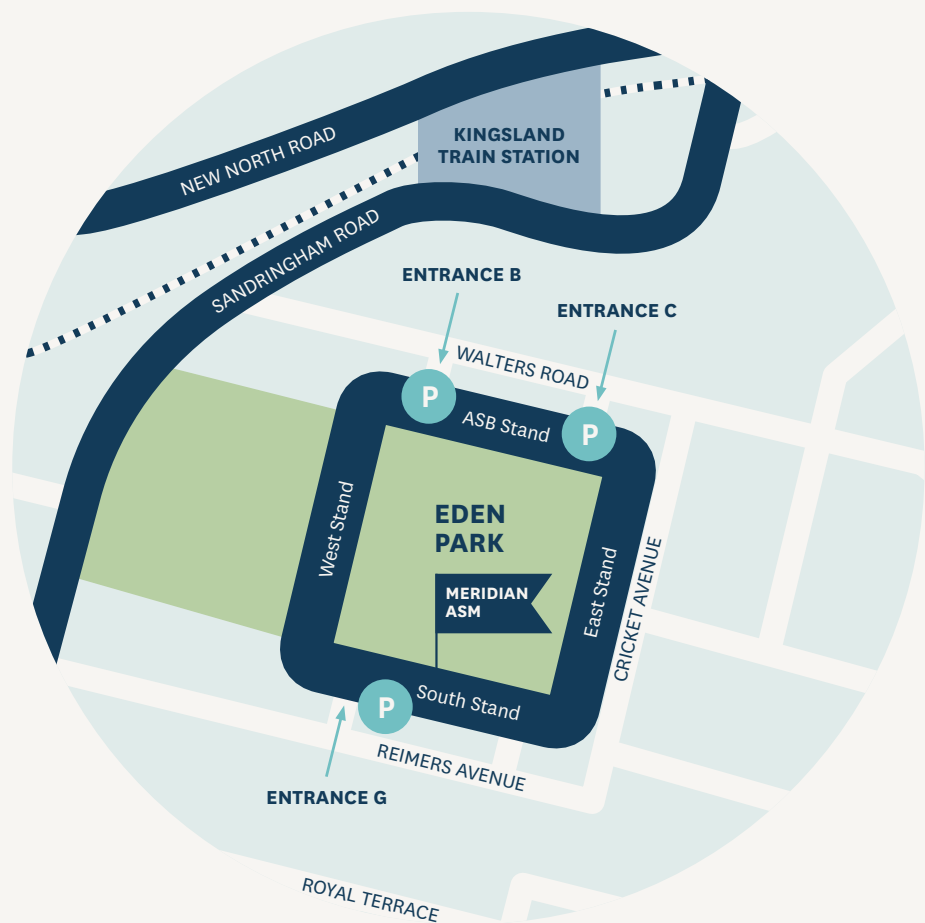 KINGSLAND
TRAIN STATION
NEW NORTH ROAD
SANDRINGHAM ROAD
ENTRANCE B
ENTRANCE C
WALTERS ROAD
P
ASB Stand
P
West Stand
EDEN
PARK
MERIDIAN
ASM
East Stand
CRICKET AVENUE
South Stand
P
REIMERS AVENUE
ENTRANCE G
ROYAL TERRACE